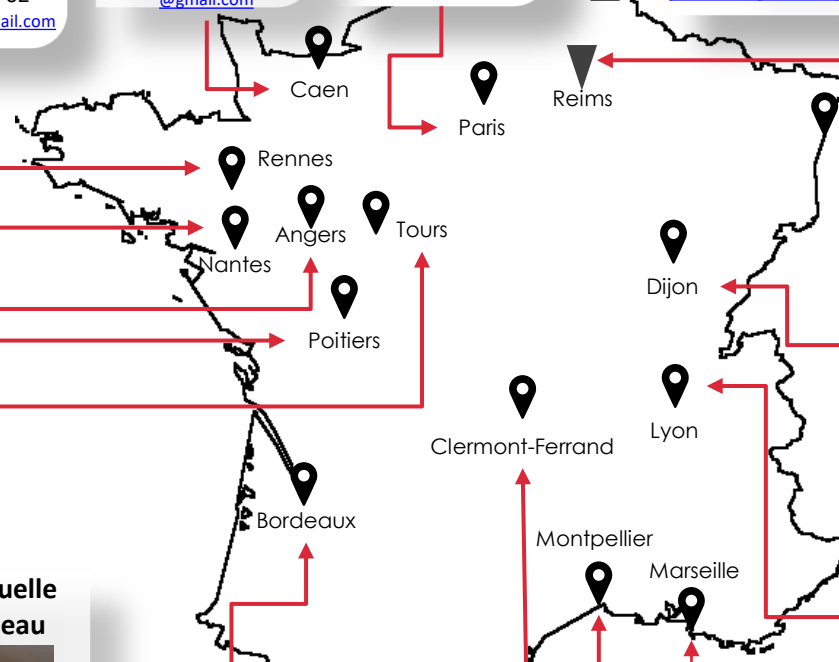 ail.com
@gmail.com
Caen
Reims
Paris
Rennes
Angers
Tours
Nantes
Dijon
Poitiers
Lyon
Clermont-Ferrand
Bordeaux
Montpellier
Marseille
uelle
eau